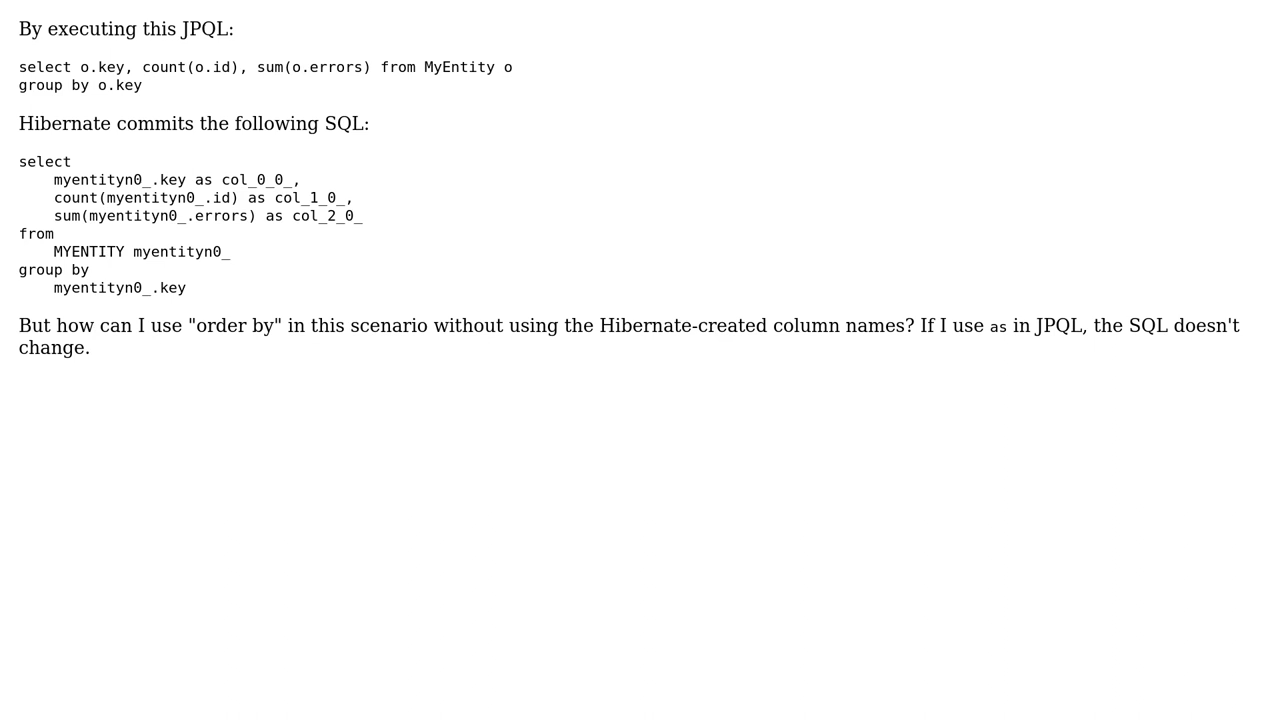 By executing this JPQL:
select o.key, count(o.id), sum(o.errors) from MyEntity o
group by o.key
Hibernate commits the following SQL:
select
    myentityn0_.key as col_0_0_,
    count(myentityn0_.id) as col_1_0_,
    sum(myentityn0_.errors) as col_2_0_
from
    MYENTITY myentityn0_
group by
    myentityn0_.key
But how can I use "order by" in this scenario without using the Hibernate-created column names? If I use as in JPQL, the SQL doesn't
change.